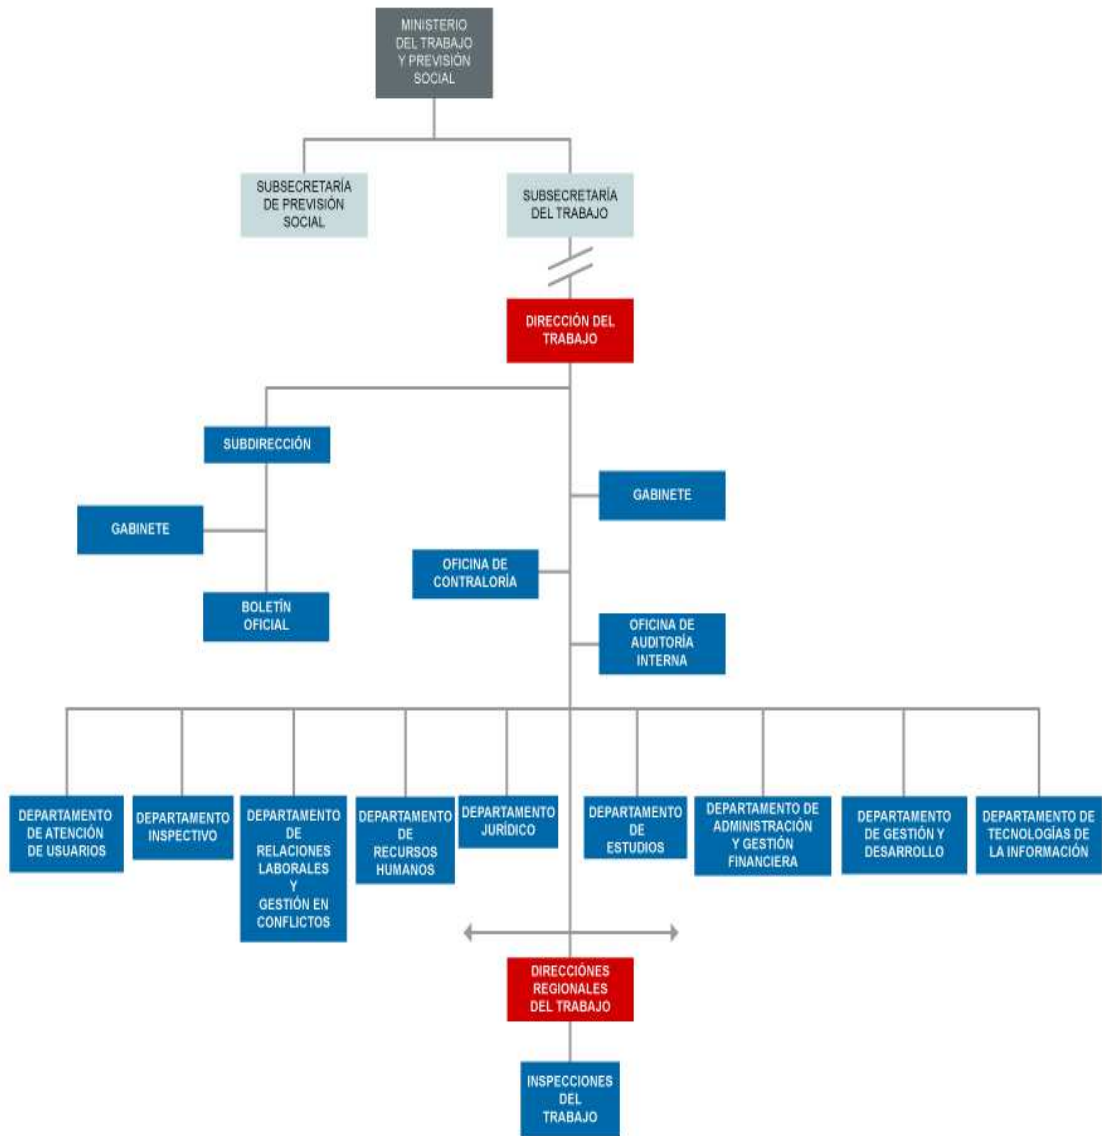 MINISTERIO
DEL TRABAJO
Y PREVISIÓN
SOCIAL
SUBSECRETARÍA
DE PREVISIÓN
SOCIAL
SUBSECRETARÍA
DEL TRABAJO
DIRECCIÓN DEL
TRABAJO
SUBDIRECCIÓN
GABINETE
GABINETE
OFICINA DE
CONTRALORÍA
BOLETÍN
OFICIAL
OFICINA DE
AUDITORÍA
INTERNA
DEPARTAMENTO
DE ATENCIÓN
DE USUARIOS
DEPARTAMENTO
INSPECTIVO
DEPARTAMENTO
DE
RELACIONES
LABORALES
Y
GESTIÓN EN
CONFLICTOS
DEPARTAMENTO
DE
RECURSOS
HUMANOS
DEPARTAMENTO
JURÍDICO
DEPARTAMENTO
DE
ESTUDIOS
DEPARTAMENTO DE
ADMINISTRACIÓN
Y GESTIÓN
FINANCIERA
DEPARTAMENTO
DE GESTIÓN Y
DESARROLLO
DEPARTAMENTO DE
TECNOLOGÍAS DE
LA INFORMACIÓN
DIRECCIÓNES
REGIONALES
DEL TRABAJO
INSPECCIONES
DEL
TRABAJO